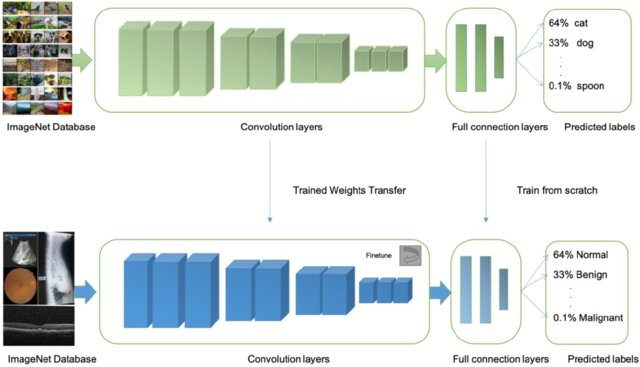 64% cat
33% dog
.
.
.
0.1% spoon
ImageNet Database
Convolution layers
Full connection layers
Predicted labels
Trained Weights Transfer
Train from scratch
Finetune
64% Normal
33% Benign
.
.
.
0.1% Malignant
ImageNet Database
Convolution layers
Full connection layers
Predicted labels